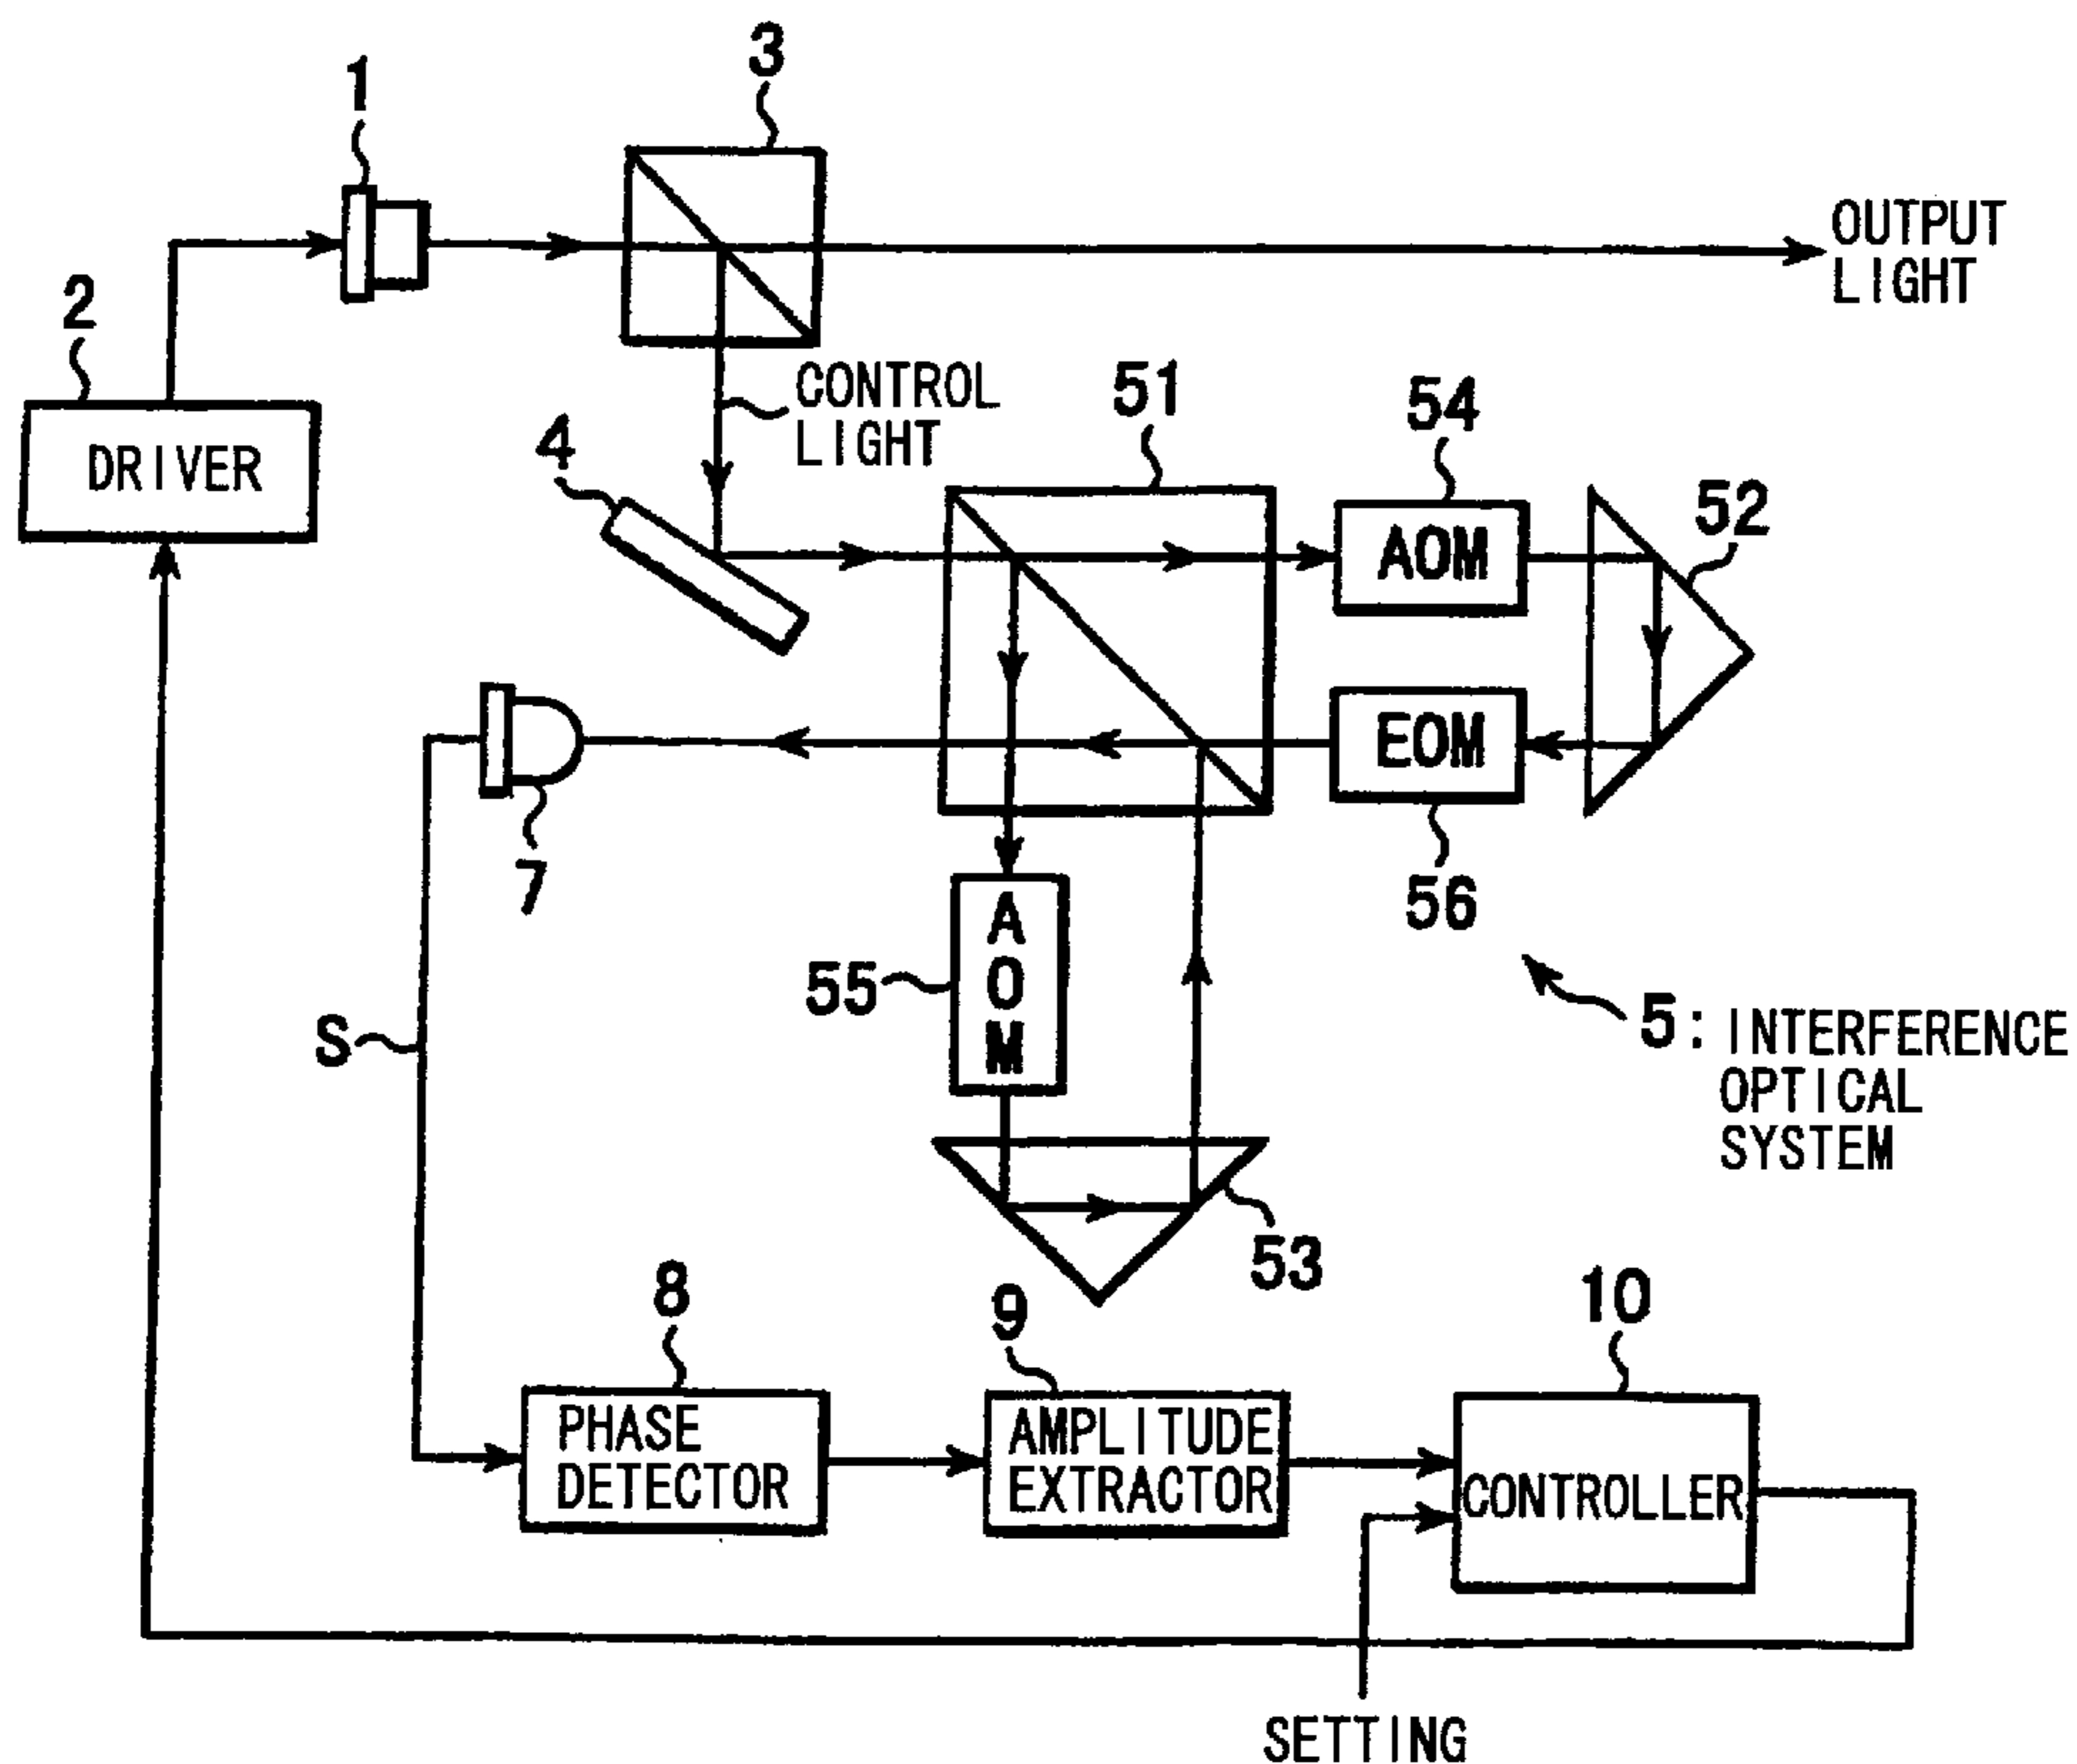 3
1
OUTPUT
LIGHT
2
CONTROL
LIGHT
51
54
4
DRIVER
52
AOM
EOM
7
56
AOM
55
S
5: INTERFERENCE
OPTICAL
SYSTEM
53
8
9
10
PHASE
DETECTOR
AMPLITUDE
EXTRACTOR
CONTROLLER
SETTING